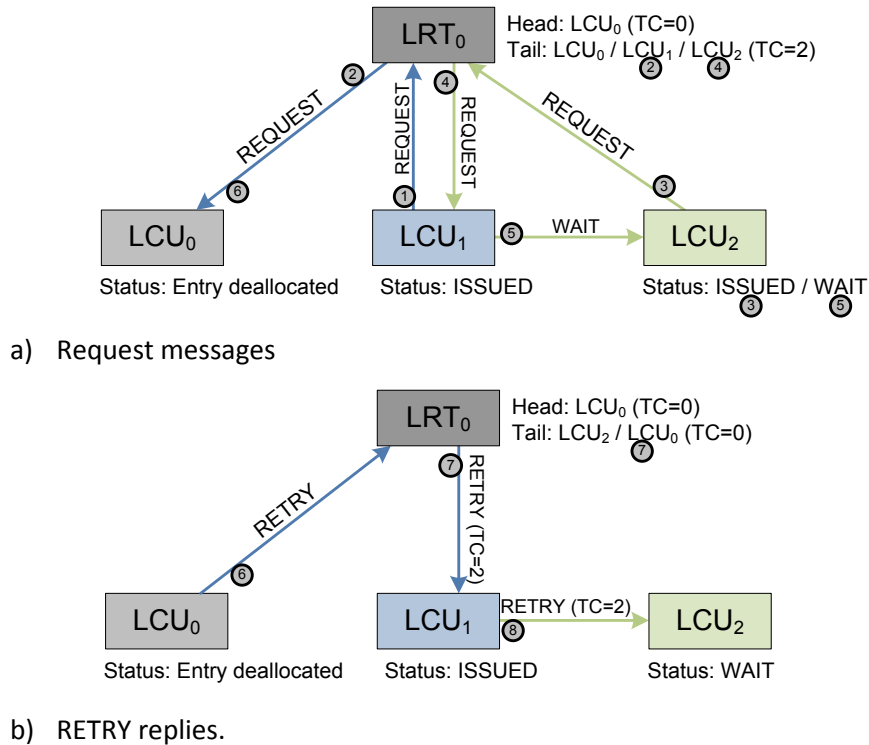 LRT₀
Head: LCU₀ (TC=0)
Tail: LCU₀ / LCU₁ / LCU₂ (TC=2)
2
4
2
4
REQUEST
REQUEST
REQUEST
REQUEST
6
1
3
LCU₀
LCU₁
5
WAIT
LCU₂
Status: Entry deallocated
Status: ISSUED
Status: ISSUED / WAIT
3
5
a) Request messages
LRT₀
Head: LCU₀ (TC=0)
Tail: LCU₂ / LCU₀ (TC=0)
7
7
RETRY
RETRY (TC=2)
6
LCU₀
LCU₁
RETRY (TC=2)
8
LCU₂
Status: Entry deallocated
Status: ISSUED
Status: WAIT
b) RETRY replies.